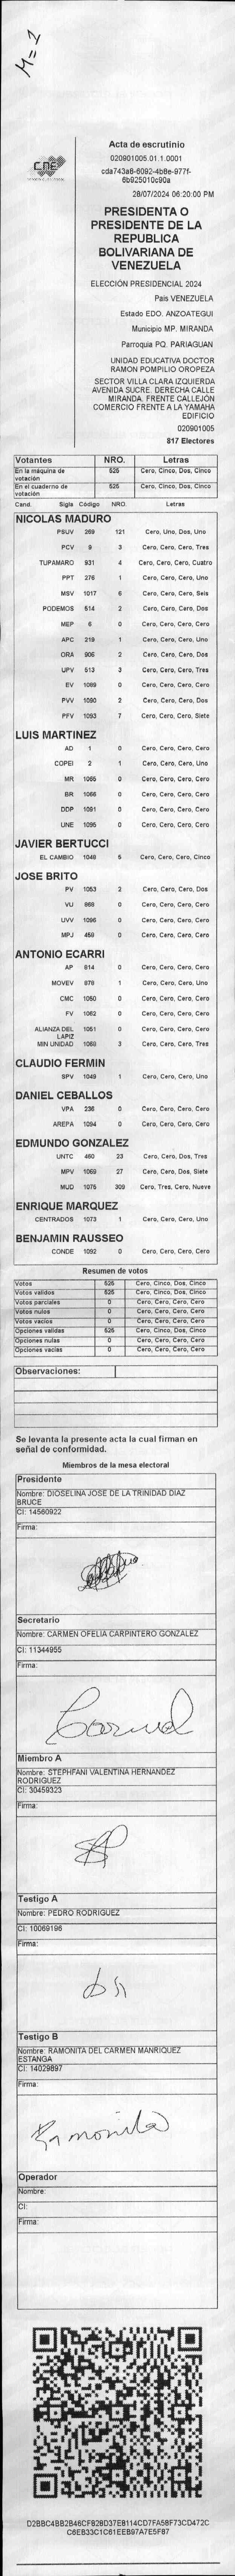 M=1
CNE
Acta de escrutinio
020901005.01.1.0001
cda743a8-6092-4b8e-977f-
6b925010c90a
28/07/2024 06:20:00 PM
PRESIDENTA O
PRESIDENTE DE LA
REPUBLICA
BOLIVARIANA DE
VENEZUELA
ELECCIÓN PRESIDENCIAL 2024
Pais VENEZUELA
Estado EDO. ANZOATEGUI
Municipio MP. MIRANDA
Parroquia PQ. PARIAGUAN
UNIDAD EDUCATIVA DOCTOR
RAMON POMPILIO OROPEZA
SECTOR VILLA CLARA IZQUIERDA
AVENIDA SUCRE. DERECHA CALLE
MIRANDA. FRENTE CALLEJÓN
COMERCIO FRENTE A LA YAMAHA
EDIFICIO
020901005
817 Electores
Votantes NRO. Letras
En la máquina de votación 525 Cero, Cinco, Dos, Cinco
En el cuaderno de votación 525 Cero, Cinco, Dos, Cinco
Cand. Sigla Código NRO. Letras
NICOLAS MADURO
PSUV 269 121 Cero, Uno, Dos, Uno
PCV 9 3 Cero, Cero, Cero, Tres
TUPAMARO 931 4 Cero, Cero, Cero, Cuatro
PPT 276 1 Cero, Cero, Cero, Uno
MSV 1017 6 Cero, Cero, Cero, Seis
PODEMOS 514 2 Cero, Cero, Cero, Dos
MEP 6 0 Cero, Cero, Cero, Cero
APC 219 1 Cero, Cero, Cero, Uno
ORA 906 2 Cero, Cero, Cero, Dos
UPV 513 3 Cero, Cero, Cero, Tres
EV 1089 0 Cero, Cero, Cero, Cero
PVV 1090 2 Cero, Cero, Cero, Dos
PFV 1093 7 Cero, Cero, Cero, Siete
LUIS MARTINEZ
AD 1 0 Cero, Cero, Cero, Cero
COPEI 2 1 Cero, Cero, Cero, Uno
MR 1065 0 Cero, Cero, Cero, Cero
BR 1066 0 Cero, Cero, Cero, Cero
DDP 1091 0 Cero, Cero, Cero, Cero
UNE 1095 0 Cero, Cero, Cero, Cero
JAVIER BERTUCCI
EL CAMBIO 1048 5 Cero, Cero, Cero, Cinco
JOSE BRITO
PV 1053 2 Cero, Cero, Cero, Dos
VU 868 0 Cero, Cero, Cero, Cero
UVV 1096 0 Cero, Cero, Cero, Cero
MPJ 459 0 Cero, Cero, Cero, Cero
ANTONIO ECARRI
AP 814 0 Cero, Cero, Cero, Cero
MOVEV 878 1 Cero, Cero, Cero, Uno
CMC 1050 0 Cero, Cero, Cero, Cero
FV 1062 0 Cero, Cero, Cero, Cero
ALIANZA DEL LAPIZ 1051 0 Cero, Cero, Cero, Cero
MIN UNIDAD 1068 3 Cero, Cero, Cero, Tres
CLAUDIO FERMIN
SPV 1049 1 Cero, Cero, Cero, Uno
DANIEL CEBALLOS
VPA 236 0 Cero, Cero, Cero, Cero
AREPA 1094 0 Cero, Cero, Cero, Cero
EDMUNDO GONZALEZ
UNTC 460 23 Cero, Cero, Dos, Tres
MPV 1069 27 Cero, Cero, Dos, Siete
MUD 1075 309 Cero, Tres, Cero, Nueve
ENRIQUE MARQUEZ
CENTRADOS 1073 1 Cero, Cero, Cero, Uno
BENJAMIN RAUSSEO
CONDE 1092 0 Cero, Cero, Cero, Cero
Resumen de votos
Votos 525 Cero, Cinco, Dos, Cinco
Votos validos 525 Cero, Cinco, Dos, Cinco
Votos parciales 0 Cero, Cero, Cero, Cero
Votos nulos 0 Cero, Cero, Cero, Cero
Votos vacios 0 Cero, Cero, Cero, Cero
Opciones validas 525 Cero, Cinco, Dos, Cinco
Opciones nulas 0 Cero, Cero, Cero, Cero
Opciones vacias 0 Cero, Cero, Cero, Cero
Observaciones:
Se levanta la presente acta la cual firman en
señal de conformidad.
Miembros de la mesa electoral
Presidente
Nombre: DIOSELINA JOSE DE LA TRINIDAD DIAZ
BRUCE
CI: 14560922
Firma:
Secretario
Nombre: CARMEN OFELIA CARPINTERO GONZALEZ
CI: 11344955
Firma:
Carmen
Miembro A
Nombre: STEPHFANI VALENTINA HERNANDEZ
RODRIGUEZ
CI: 30459323
Firma:
Testigo A
Nombre: PEDRO RODRIGUEZ
CI: 10069196
Firma:
Testigo B
Nombre: RAMONITA DEL CARMEN MANRIQUEZ
ESTANGA
CI: 14029897
Firma:
Ramonita
Operador
Nombre:
CI:
Firma:
D2BBC4BB2B46CF828D37E8114CD7FA58F73CD472C
C6EB33C1C61EEB97A7E5F87